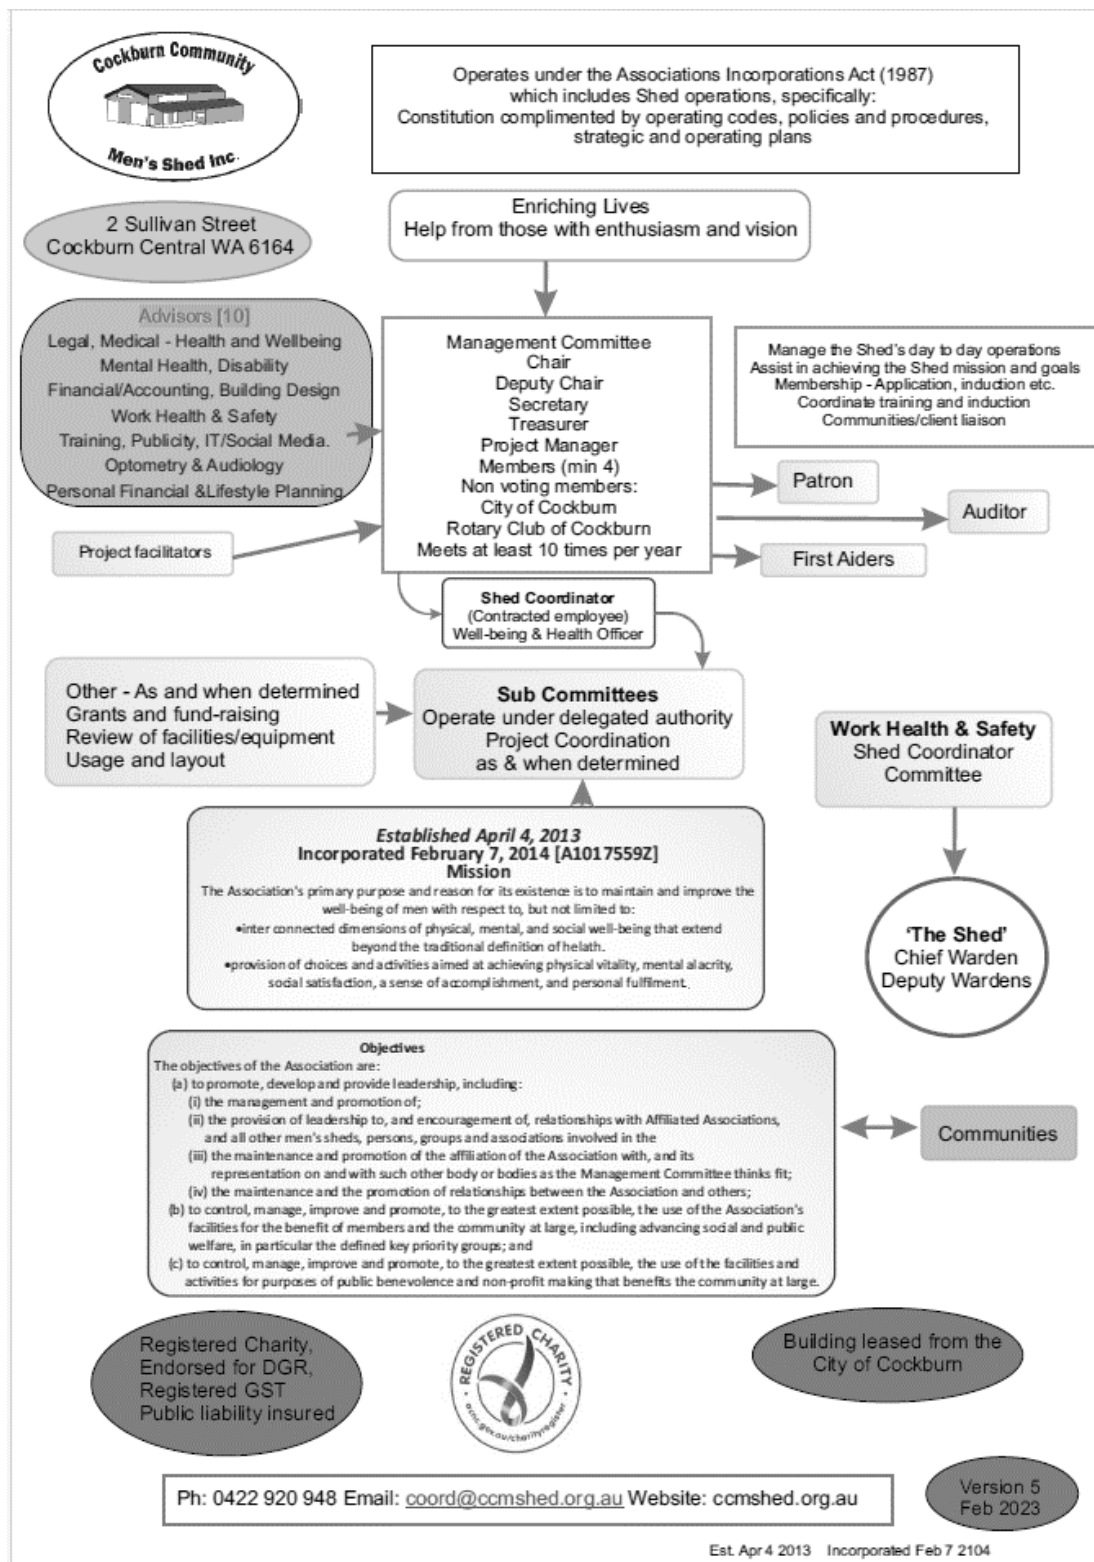 Cockburn Community
Men's Shed Inc.
Operates under the Associations Incorporations Act (1987)
which includes Shed operations, specifically:
Constitution complimented by operating codes, policies and procedures,
strategic and operating plans
2 Sullivan Street
Cockburn Central WA 6164
Enriching Lives
Help from those with enthusiasm and vision
Advisors [10]
Legal, Medical - Health and Wellbeing
Mental Health, Disability
Financial/Accounting, Building Design
Work Health & Safety
Training, Publicity, IT/Social Media.
Optometry & Audiology
Personal Financial &Lifestyle Planning
Management Committee
Chair
Deputy Chair
Secretary
Treasurer
Project Manager
Members (min 4)
Non voting members:
City of Cockburn
Rotary Club of Cockburn
Meets at least 10 times per year
Manage the Shed's day to day operations
Assist in achieving the Shed mission and goals
Membership - Application, induction etc.
Coordinate training and induction
Communities/client liaison
Patron
Auditor
First Aiders
Project facilitators
Shed Coordinator
(Contracted employee)
Well-being & Health Officer
Other - As and when determined
Grants and fund-raising
Review of facilities/equipment
Usage and layout
Sub Committees
Operate under delegated authority
Project Coordination
as & when determined
Work Health & Safety
Shed Coordinator
Committee
Established April 4, 2013
Incorporated February 7, 2014 [A1017559Z]
Mission
The Association's primary purpose and reason for its existence is to maintain and improve the
well-being of men with respect to, but not limited to:
•inter connected dimensions of physical, mental, and social well-being that extend
beyond the traditional definition of helath.
•provision of choices and activities aimed at achieving physical vitality, mental alacrity,
social satisfaction, a sense of accomplishment, and personal fulfilment.
'The Shed'
Chief Warden
Deputy Wardens
Objectives
The objectives of the Association are:
(a) to promote, develop and provide leadership, including:
(i) the management and promotion of;
(ii) the provision of leadership to, and encouragement of, relationships with Affiliated Associations,
and all other men's sheds, persons, groups and associations involved in the
(iii) the maintenance and promotion of the affiliation of the Association with, and its
representation on and with such other body or bodies as the Management Committee thinks fit;
(iv) the maintenance and the promotion of relationships between the Association and others;
(b) to control, manage, improve and promote, to the greatest extent possible, the use of the Association's
facilities for the benefit of members and the community at large, including advancing social and public
welfare, in particular the defined key priority groups; and
(c) to control, manage, improve and promote, to the greatest extent possible, the use of the facilities and
activities for purposes of public benevolence and non-profit making that benefits the community at large.
Communities
Registered Charity,
Endorsed for DGR,
Registered GST
Public liability insured
REGISTERED CHARITY
acnc.gov.au/charityregister
Building leased from the
City of Cockburn
Ph: 0422 920 948 Email: coord@ccmshed.org.au Website: ccmshed.org.au
Version 5
Feb 2023
Est. Apr 4 2013 Incorporated Feb 7 2104